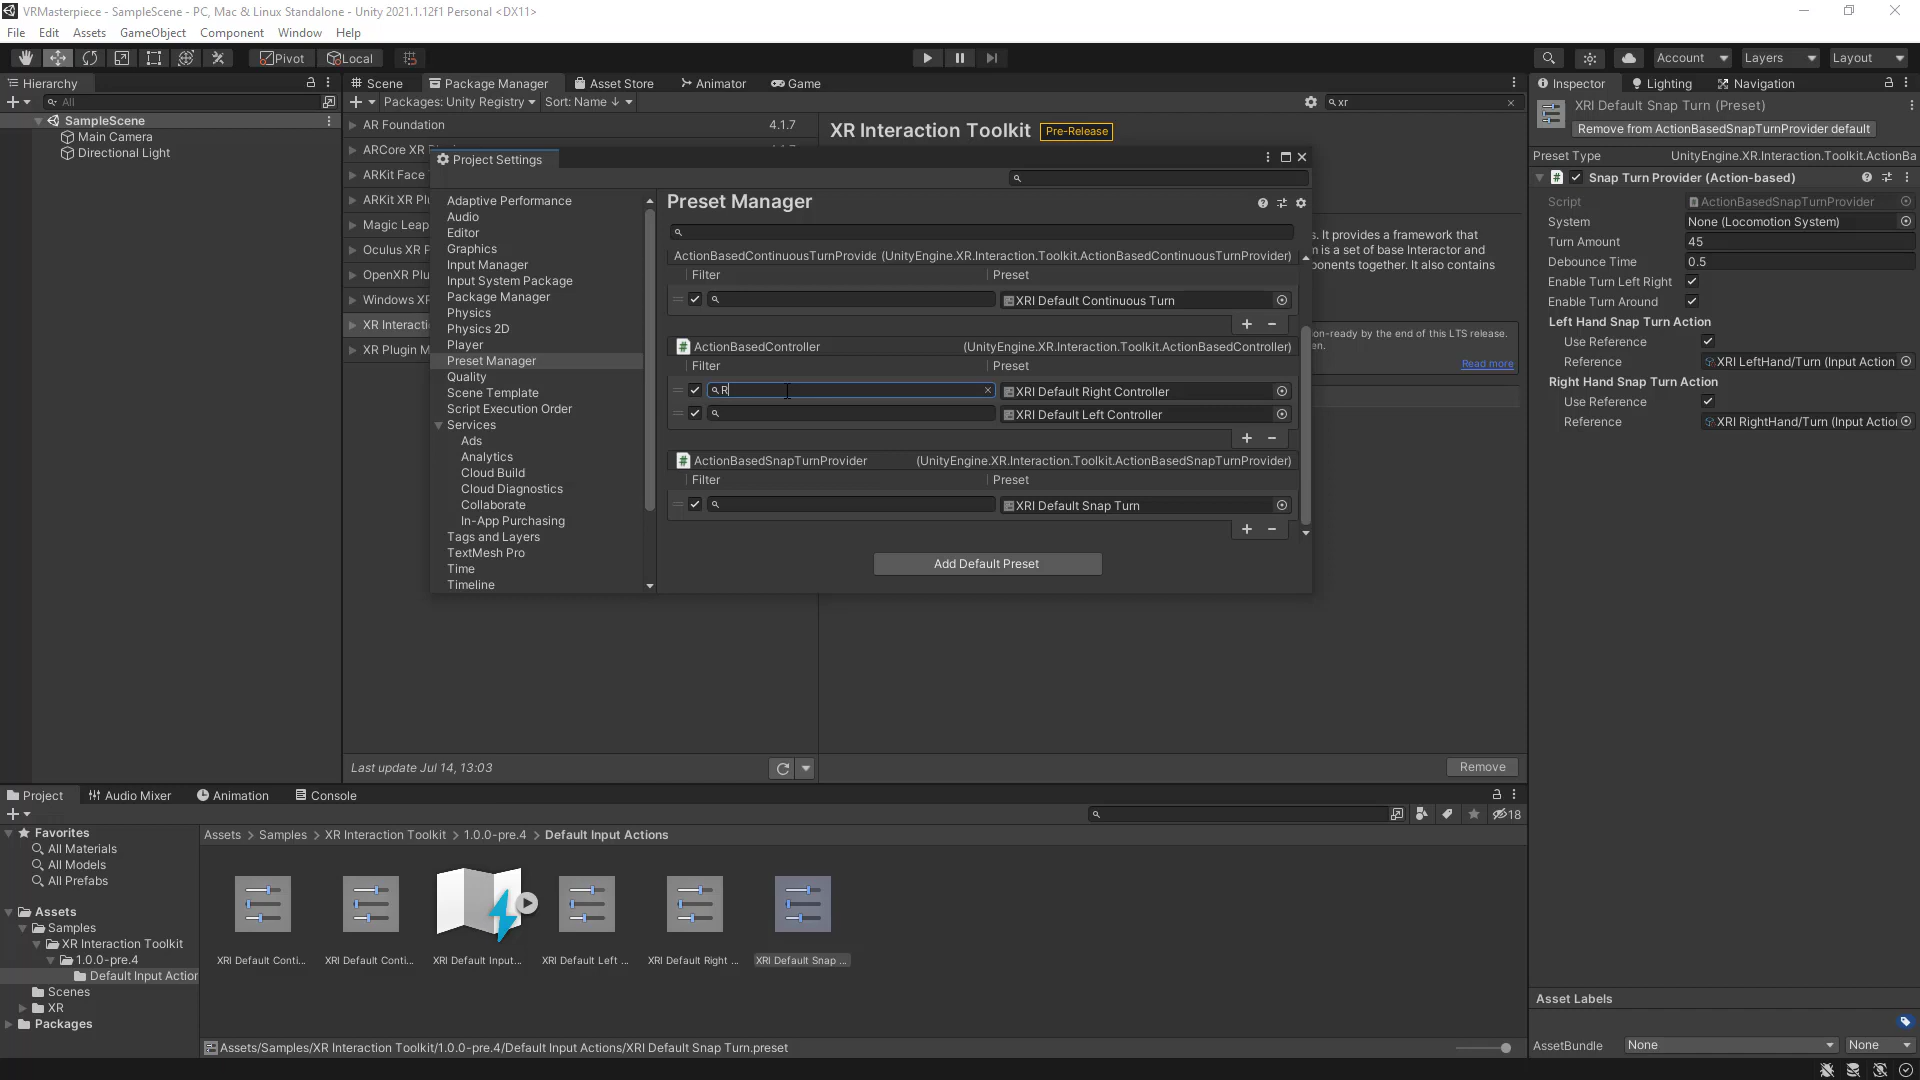 VRMasterpiece - SampleScene - PC, Mac & Linux Standalone - Unity 2021.1.12f1 Personal <DX11>
File Edit Assets GameObject Component Window Help
Pivot Local Account Layers Layout
Hierarchy
All
SampleScene
Main Camera
Directional Light
Scene Package Manager Asset Store Animator Game
Packages: Unity Registry Sort: Name ↓ xr
AR Foundation 4.1.7
ARCore XR
ARKit Face
ARKit XR Pl
Magic Leap
Oculus XR P
OpenXR Plu
Windows XR
XR Interacti
XR Plugin M
XR Interaction Toolkit Pre-Release
s. It provides a framework that
n is a set of base Interactor and
ponents together. It also contains
on-ready by the end of this LTS release.
en.
Read more
Last update Jul 14, 13:03
Remove
Project Settings
Adaptive Performance
Audio
Editor
Graphics
Input Manager
Input System Package
Package Manager
Physics
Physics 2D
Player
Preset Manager
Quality
Scene Template
Script Execution Order
Services
Ads
Analytics
Cloud Build
Cloud Diagnostics
Collaborate
In-App Purchasing
Tags and Layers
TextMesh Pro
Time
Timeline
Preset Manager
ActionBasedContinuousTurnProvide (UnityEngine.XR.Interaction.Toolkit.ActionBasedContinuousTurnProvider)
Filter Preset
XRI Default Continuous Turn
+ -
ActionBasedController (UnityEngine.XR.Interaction.Toolkit.ActionBasedController)
Filter Preset
R XRI Default Right Controller
XRI Default Left Controller
+ -
ActionBasedSnapTurnProvider (UnityEngine.XR.Interaction.Toolkit.ActionBasedSnapTurnProvider)
Filter Preset
XRI Default Snap Turn
+ -
Add Default Preset
Inspector Lighting Navigation
XRI Default Snap Turn (Preset)
Remove from ActionBasedSnapTurnProvider default
Preset Type UnityEngine.XR.Interaction.Toolkit.ActionBa
Snap Turn Provider (Action-based)
Script ActionBasedSnapTurnProvider
System None (Locomotion System)
Turn Amount 45
Debounce Time 0.5
Enable Turn Left Right
Enable Turn Around
Left Hand Snap Turn Action
Use Reference
Reference XRI LeftHand/Turn (Input Action
Right Hand Snap Turn Action
Use Reference
Reference XRI RightHand/Turn (Input Action
Asset Labels
AssetBundle None None
Project Audio Mixer Animation Console
18
Favorites
All Materials
All Models
All Prefabs
Assets
Samples
XR Interaction Toolkit
1.0.0-pre.4
Default Input Action
Scenes
XR
Packages
Assets > Samples > XR Interaction Toolkit > 1.0.0-pre.4 > Default Input Actions
XRI Default Conti... XRI Default Conti... XRI Default Input... XRI Default Left ... XRI Default Right ... XRI Default Snap ...
Assets/Samples/XR Interaction Toolkit/1.0.0-pre.4/Default Input Actions/XRI Default Snap Turn.preset